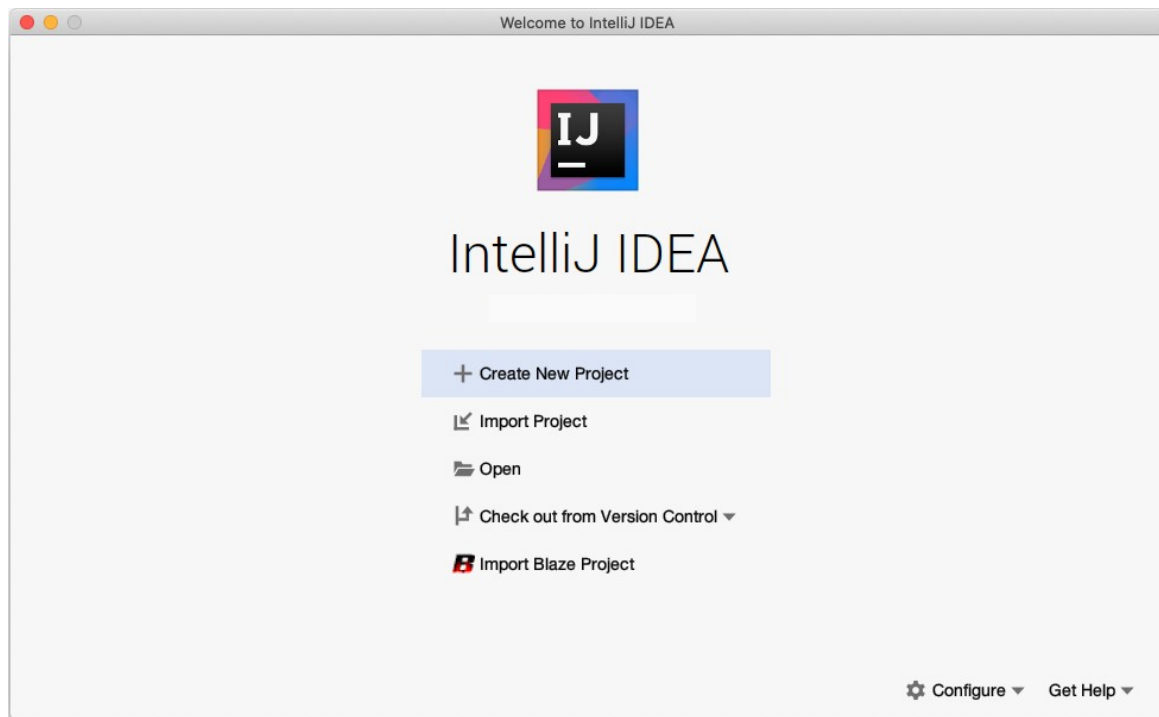 Welcome to IntelliJ IDEA
IJ
IntelliJ IDEA
Create New Project
Import Project
Open
Check out from Version Control
Import Blaze Project
Configure Get Help